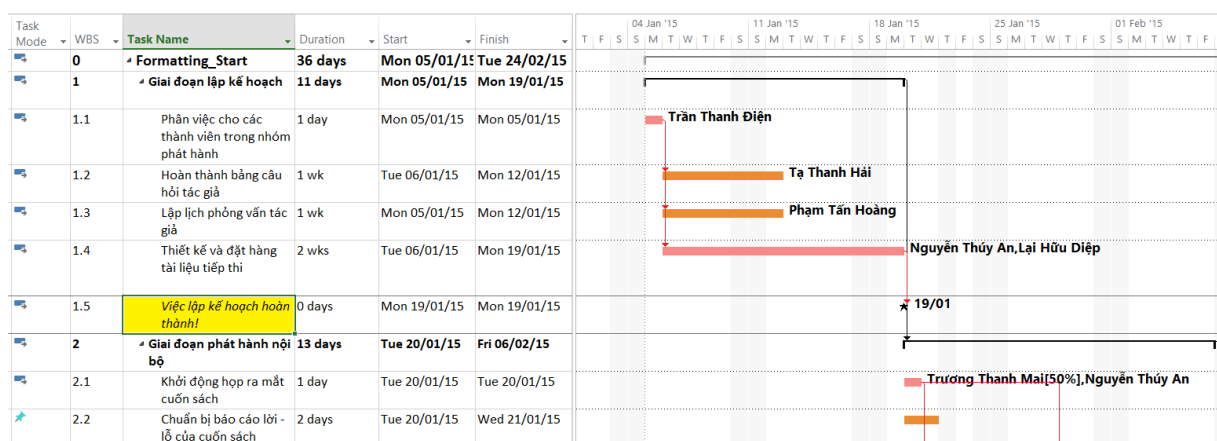 Task Mode WBS Task Name Duration Start Finish
04 Jan '15 11 Jan '15 18 Jan '15 25 Jan '15 01 Feb '15
T F S S M T W T F S S M T W T F S S M T W T F S S M T W T F S S M T W T F
0 Formatting_Start 36 days Mon 05/01/15 Tue 24/02/15
1 Giai đoạn lập kế hoạch 11 days Mon 05/01/15 Mon 19/01/15
1.1 Phân việc cho các 1 day Mon 05/01/15 Mon 05/01/15 Trần Thanh Điện
thành viên trong nhóm
phát hành
1.2 Hoàn thành bảng câu 1 wk Tue 06/01/15 Mon 12/01/15 Tạ Thanh Hải
hỏi tác giả
1.3 Lập lịch phỏng vấn tác 1 wk Mon 05/01/15 Mon 12/01/15 Phạm Tấn Hoàng
giả
1.4 Thiết kế và đặt hàng 2 wks Tue 06/01/15 Mon 19/01/15 Nguyễn Thúy An,Lại Hữu Diệp
tài liệu tiếp thi
1.5 Việc lập kế hoạch hoàn 0 days Mon 19/01/15 Mon 19/01/15 19/01
thành!
2 Giai đoạn phát hành nội 13 days Tue 20/01/15 Fri 06/02/15
bộ
2.1 Khởi động họp ra mắt 1 day Tue 20/01/15 Tue 20/01/15 Trương Thanh Mai[50%],Nguyễn Thúy An
cuốn sách
2.2 Chuẩn bị báo cáo lời - 2 days Tue 20/01/15 Wed 21/01/15
lỗ của cuốn sách